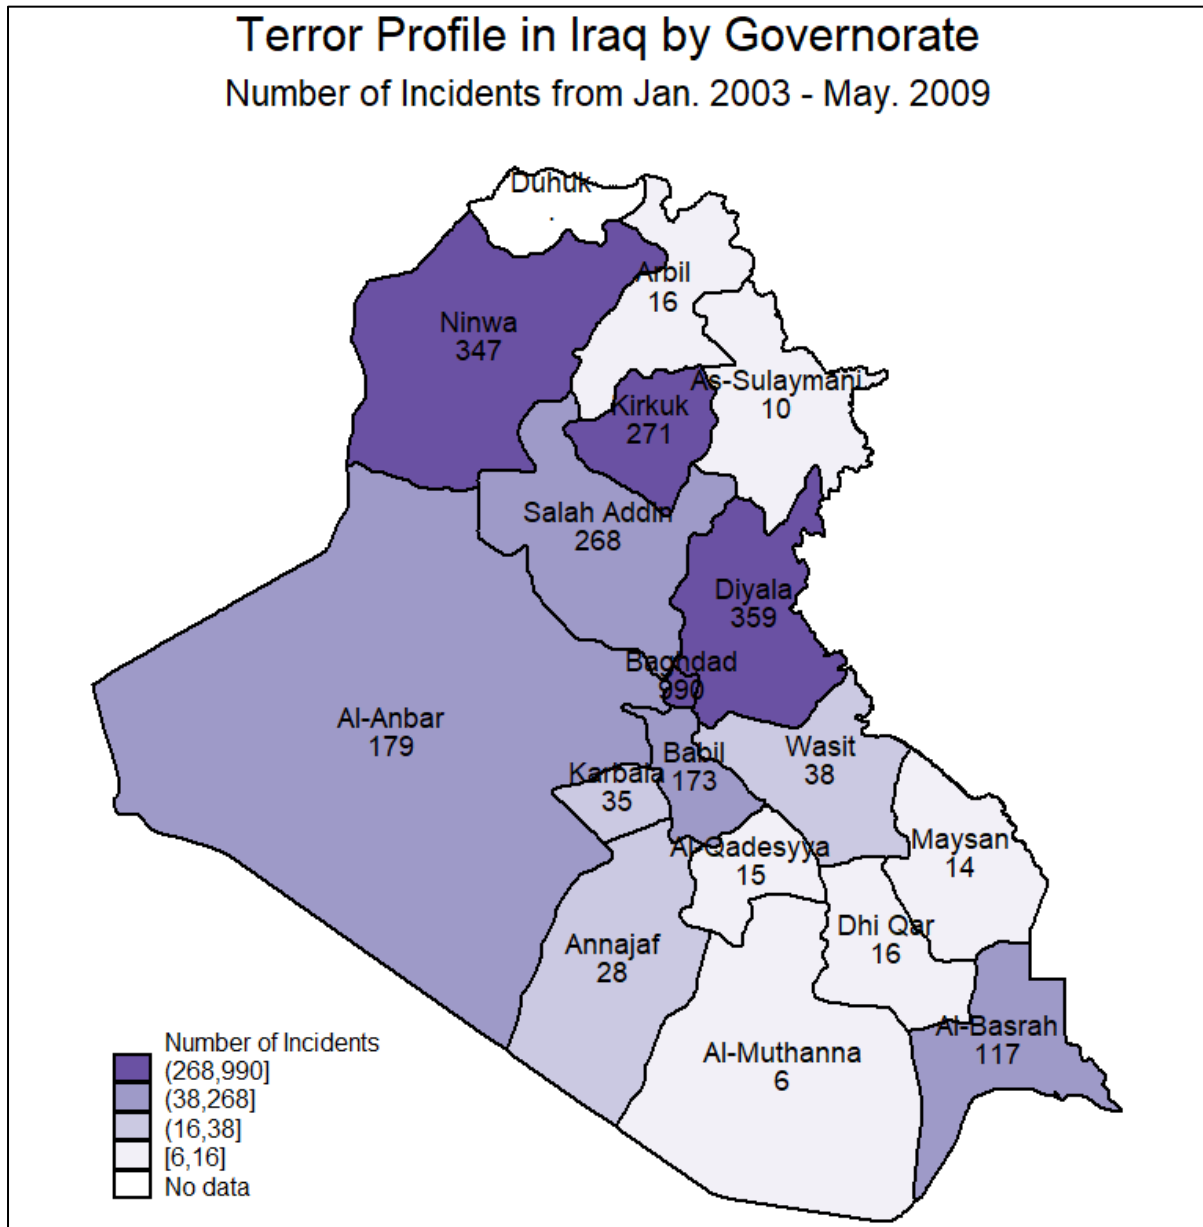 Terror Profile in Iraq by Governorate
Number of Incidents from Jan. 2003 - May. 2009
Duhuk
.
Arbil
16
Ninwa
347
As-Sulaymani
10
Kirkuk
271
Salah Addin
268
Diyala
359
Baghdad
990
Al-Anbar
179
Babil
173
Wasit
38
Karbala
35
Maysan
14
Al-Qadesyya
15
Dhi Qar
16
Annajaf
28
Al-Basrah
117
Al-Muthanna
6
Number of Incidents
(268,990]
(38,268]
(16,38]
[6,16]
No data